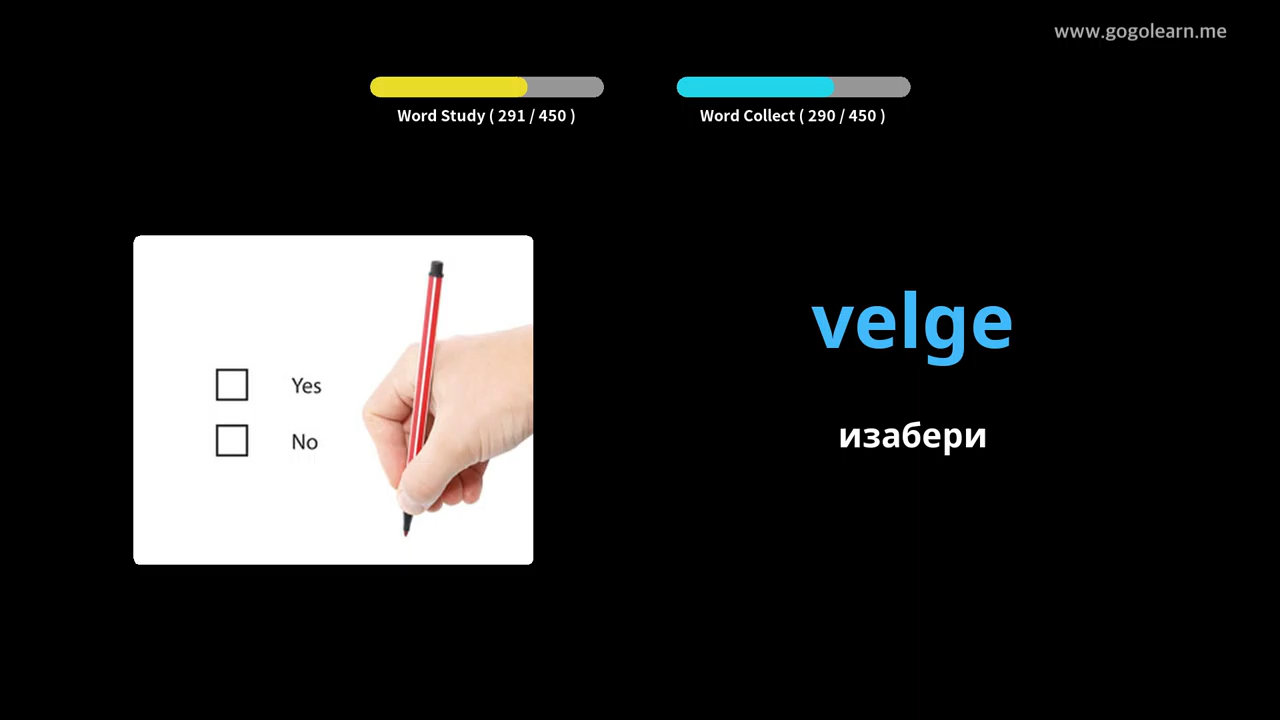 www.gogolearn.me
Word Study ( 291 / 450 )
Word Collect ( 290 / 450 )
Yes
No
velge
изабери